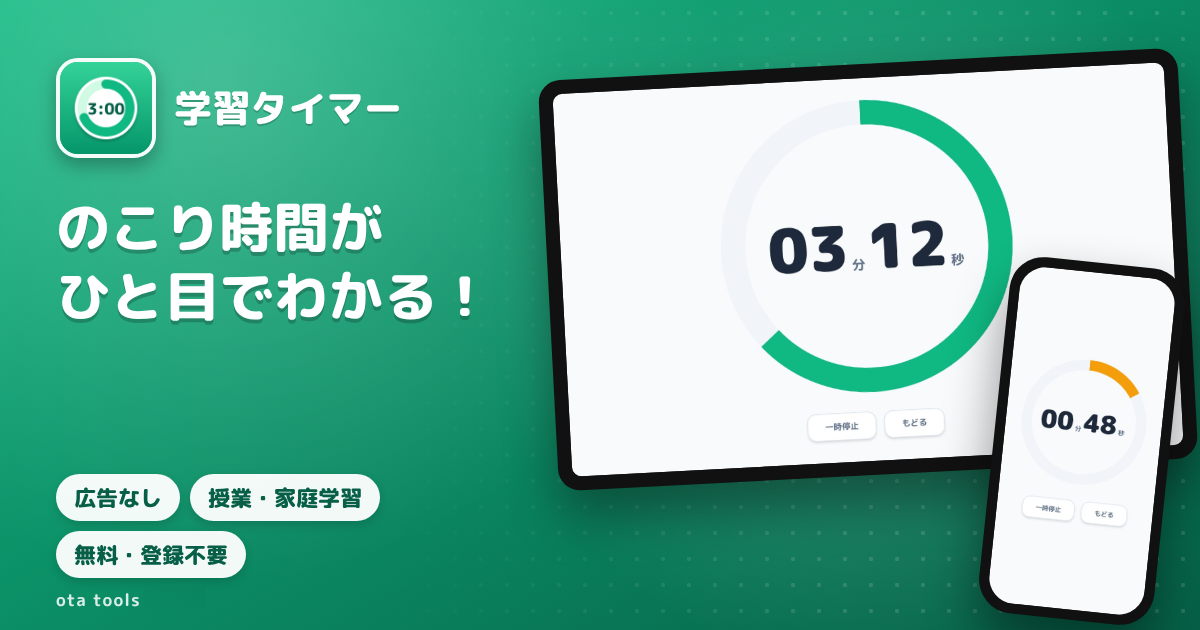 3:00
学習タイマー
のこり時間が
ひと目でわかる！
広告なし
授業・家庭学習
無料・登録不要
ota tools
03分12秒
一時停止
もどる
00分48秒
一時停止
もどる